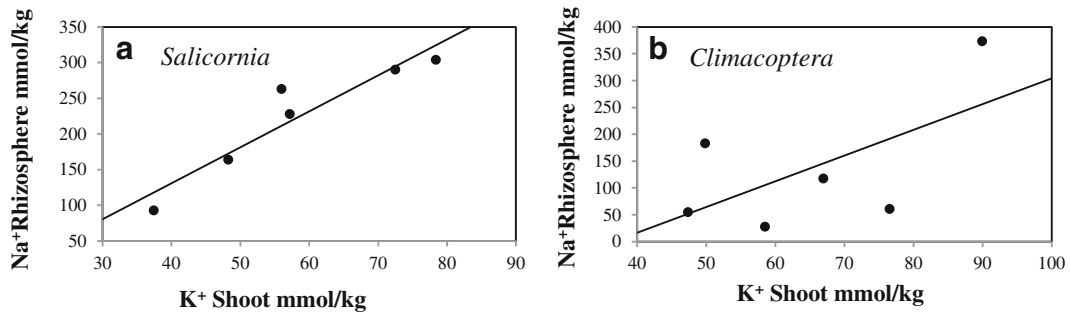 a Salicornia
Na⁺Rhizosphere mmol/kg
350
300
250
200
150
100
50
30 40 50 60 70 80 90
K⁺ Shoot mmol/kg
b Climacoptera
Na⁺Rhizosphere mmol/kg
400
350
300
250
200
150
100
50
0
40 50 60 70 80 90 100
K⁺ Shoot mmol/kg